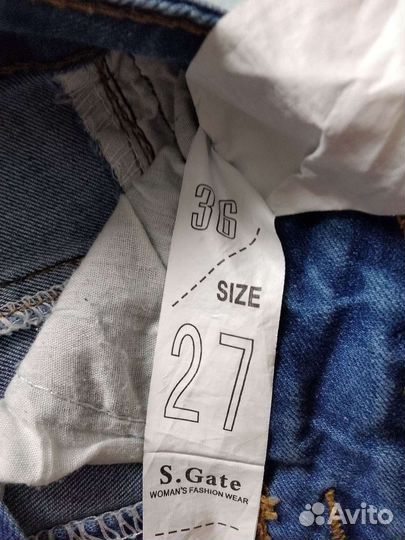 36
SIZE
27
S.Gate
WOMAN'S FASHION WEAR
Avito